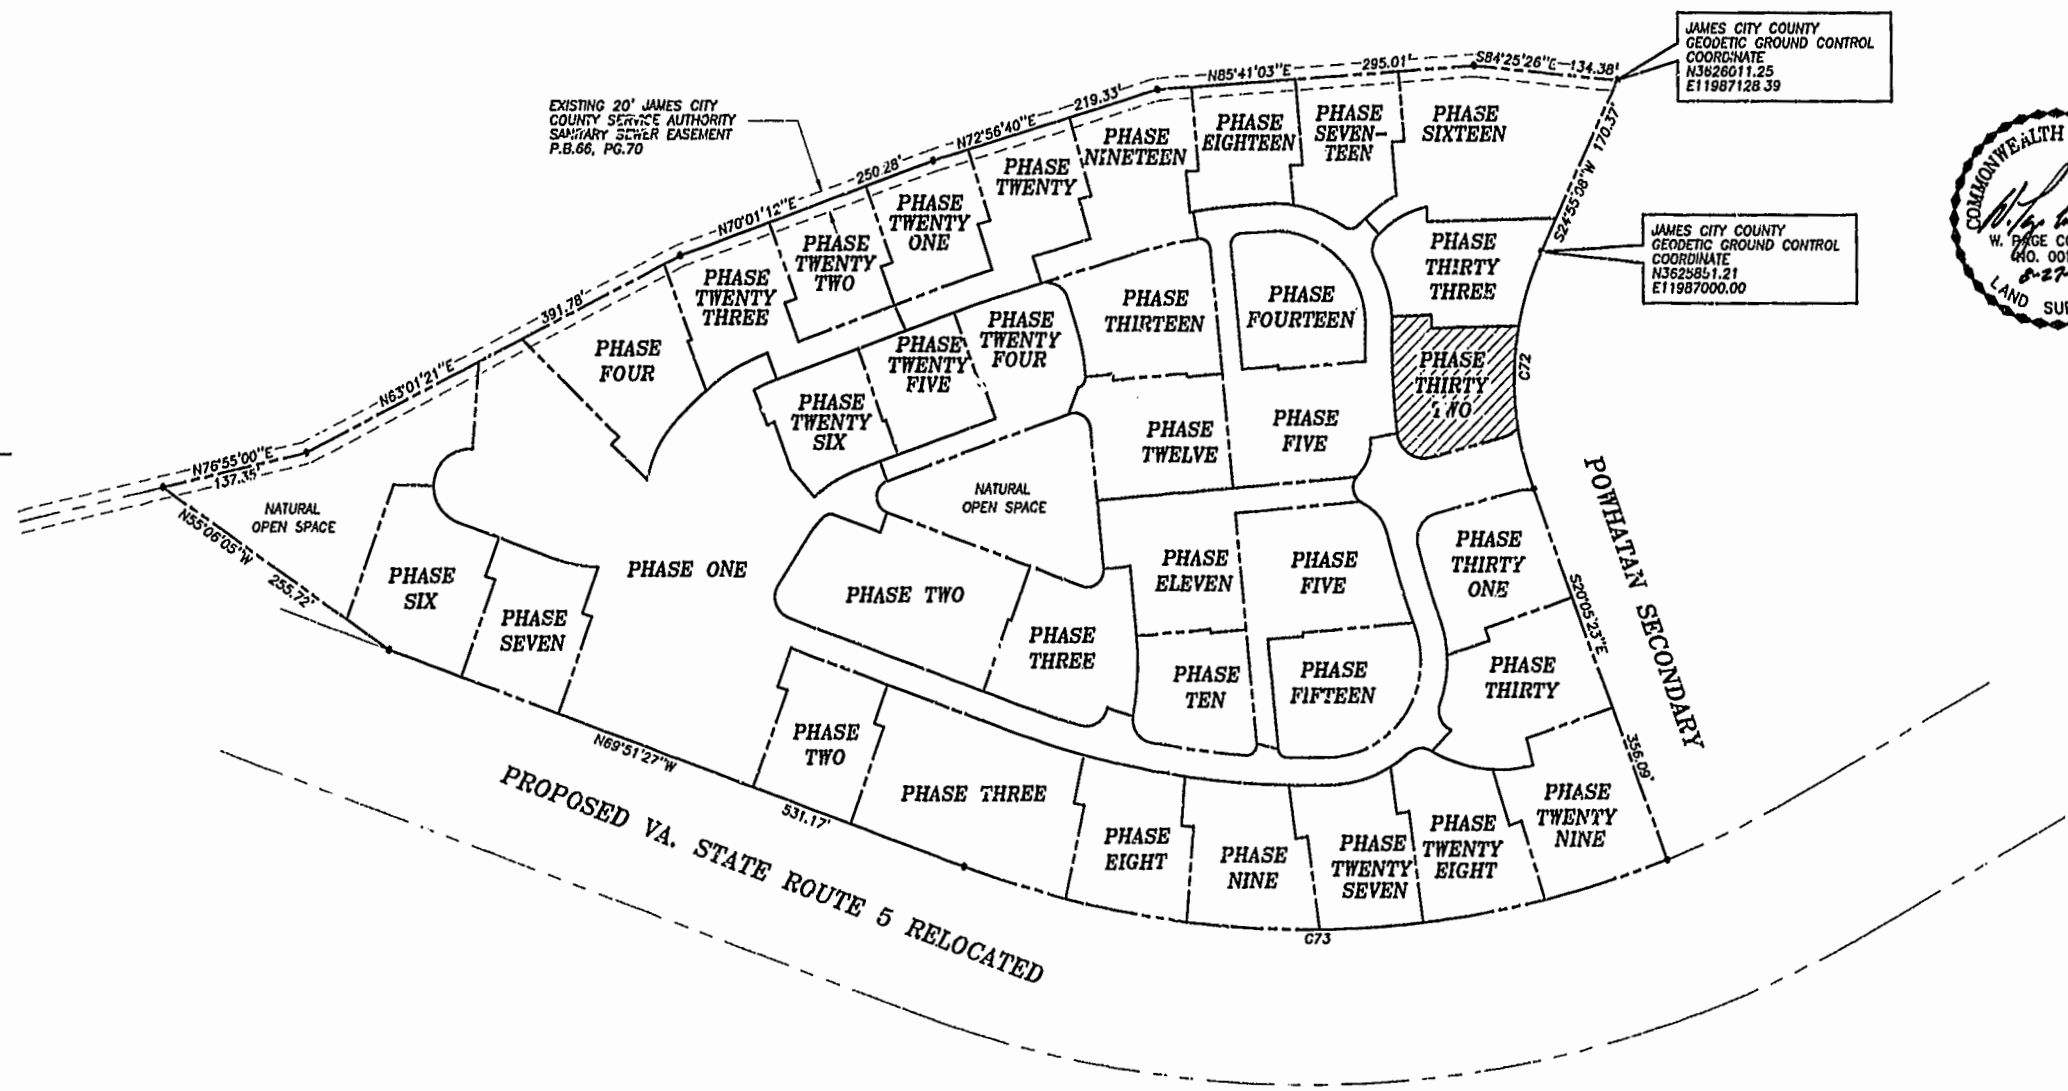 JAMES CITY COUNTY
GEODETIC GROUND CONTROL
COORDINATE
N3626011.25
E11987128.39
EXISTING 20' JAMES CITY
COUNTY SERVICE AUTHORITY
SANITARY SEWER EASEMENT
P.B.66, PG.70
N76°55'00"E
137.35'
N63°01'21"E
391.78'
N70°01'12"E
250.28'
N72°56'40"E
219.33'
N85°41'03"E
295.01'
S84°25'26"E 134.38'
S24°55'08"W 170.37'
COMMONWEALTH
W. PAGE
NO. 001
8-27-
LAND SU
JAMES CITY COUNTY
GEODETIC GROUND CONTROL
COORDINATE
N3625851.21
E11987000.00
PHASE
NINETEEN
PHASE
EIGHTEEN
PHASE
SEVEN-
TEEN
PHASE
SIXTEEN
PHASE
TWENTY
PHASE
TWENTY
ONE
PHASE
TWENTY
TWO
PHASE
TWENTY
THREE
PHASE
FOUR
PHASE
THIRTY
THREE
PHASE
THIRTEEN
PHASE
FOURTEEN
PHASE
TWENTY
FOUR
PHASE
TWENTY
FIVE
PHASE
TWENTY
SIX
PHASE
THIRTY
TWO
C72
PHASE
TWELVE
PHASE
FIVE
NATURAL
OPEN SPACE
NATURAL
OPEN SPACE
N55°06'05"W
255.72'
PHASE
SIX
PHASE
SEVEN
PHASE ONE
PHASE TWO
PHASE
THREE
PHASE
ELEVEN
PHASE
FIVE
PHASE
THIRTY
ONE
POWHATAN SECONDARY
S20°05'23"E
356.09'
PHASE
TEN
PHASE
FIFTEEN
PHASE
THIRTY
PHASE
TWO
PHASE THREE
PHASE
EIGHT
PHASE
NINE
PHASE
TWENTY
SEVEN
PHASE
TWENTY
EIGHT
PHASE
TWENTY
NINE
N69°51'27"W
531.17'
C73
PROPOSED VA. STATE ROUTE 5 RELOCATED